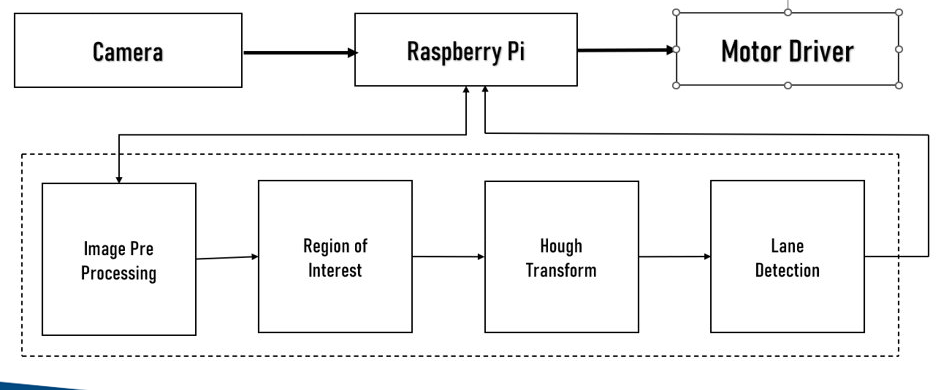 Camera
Raspberry Pi
Motor Driver
Image Pre
Processing
Region of
Interest
Hough
Transform
Lane
Detection